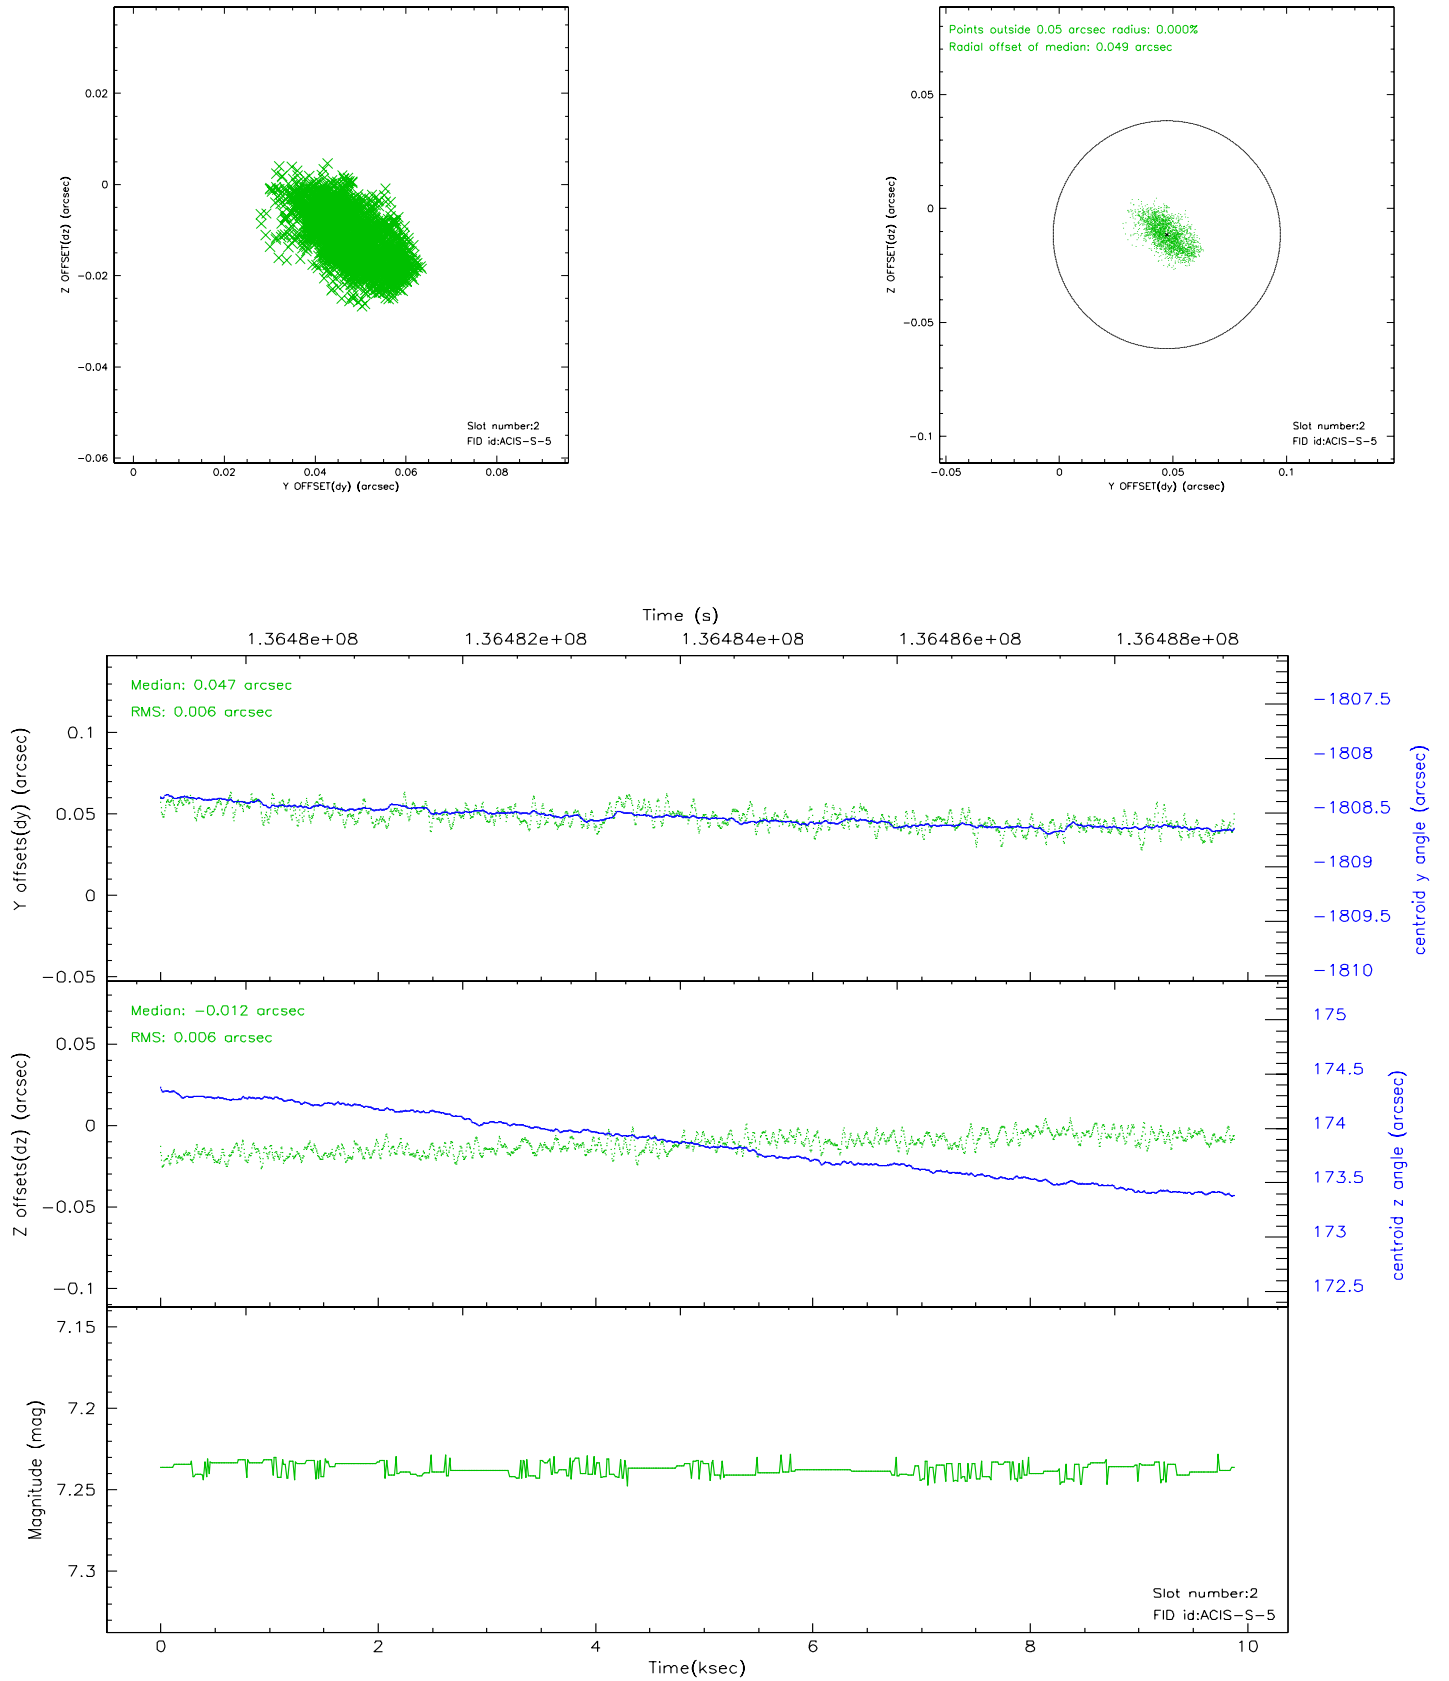 0.02
0
-0.02
-0.04
-0.06
0
0.02
0.04
0.06
0.08
Z OFFSET(dz) (arcsec)
Y OFFSET(dy) (arcsec)
Slot number:2
FID id:ACIS-S-5
Points outside 0.05 arcsec radius: 0.000%
Radial offset of median: 0.049 arcsec
0.05
0
-0.05
-0.1
-0.05
0
0.05
0.1
Z OFFSET(dz) (arcsec)
Y OFFSET(dy) (arcsec)
Slot number:2
FID id:ACIS-S-5
Time (s)
1.3648e+08
1.36482e+08
1.36484e+08
1.36486e+08
1.36488e+08
Median: 0.047 arcsec
RMS: 0.006 arcsec
0.1
0.05
0
-0.05
Y offsets(dy) (arcsec)
-1807.5
-1808
-1808.5
-1809
-1809.5
-1810
centroid y angle (arcsec)
Median: -0.012 arcsec
RMS: 0.006 arcsec
0.05
0
-0.05
-0.1
Z offsets(dz) (arcsec)
175
174.5
174
173.5
173
172.5
centroid z angle (arcsec)
7.15
7.2
7.25
7.3
Magnitude (mag)
Slot number:2
FID id:ACIS-S-5
0
2
4
6
8
10
Time(ksec)